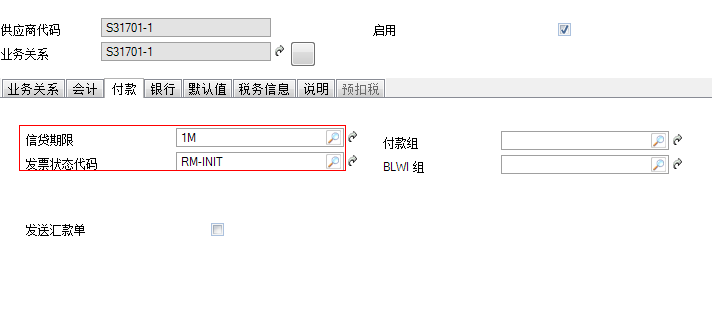 供应商代码 S31701-1 启用
业务关系 S31701-1
业务关系 会计 付款 银行 默认值 税务信息 说明 预扣税
信贷期限 1M 付款组
发票状态代码 RM-INIT BLWI 组
发送汇款单